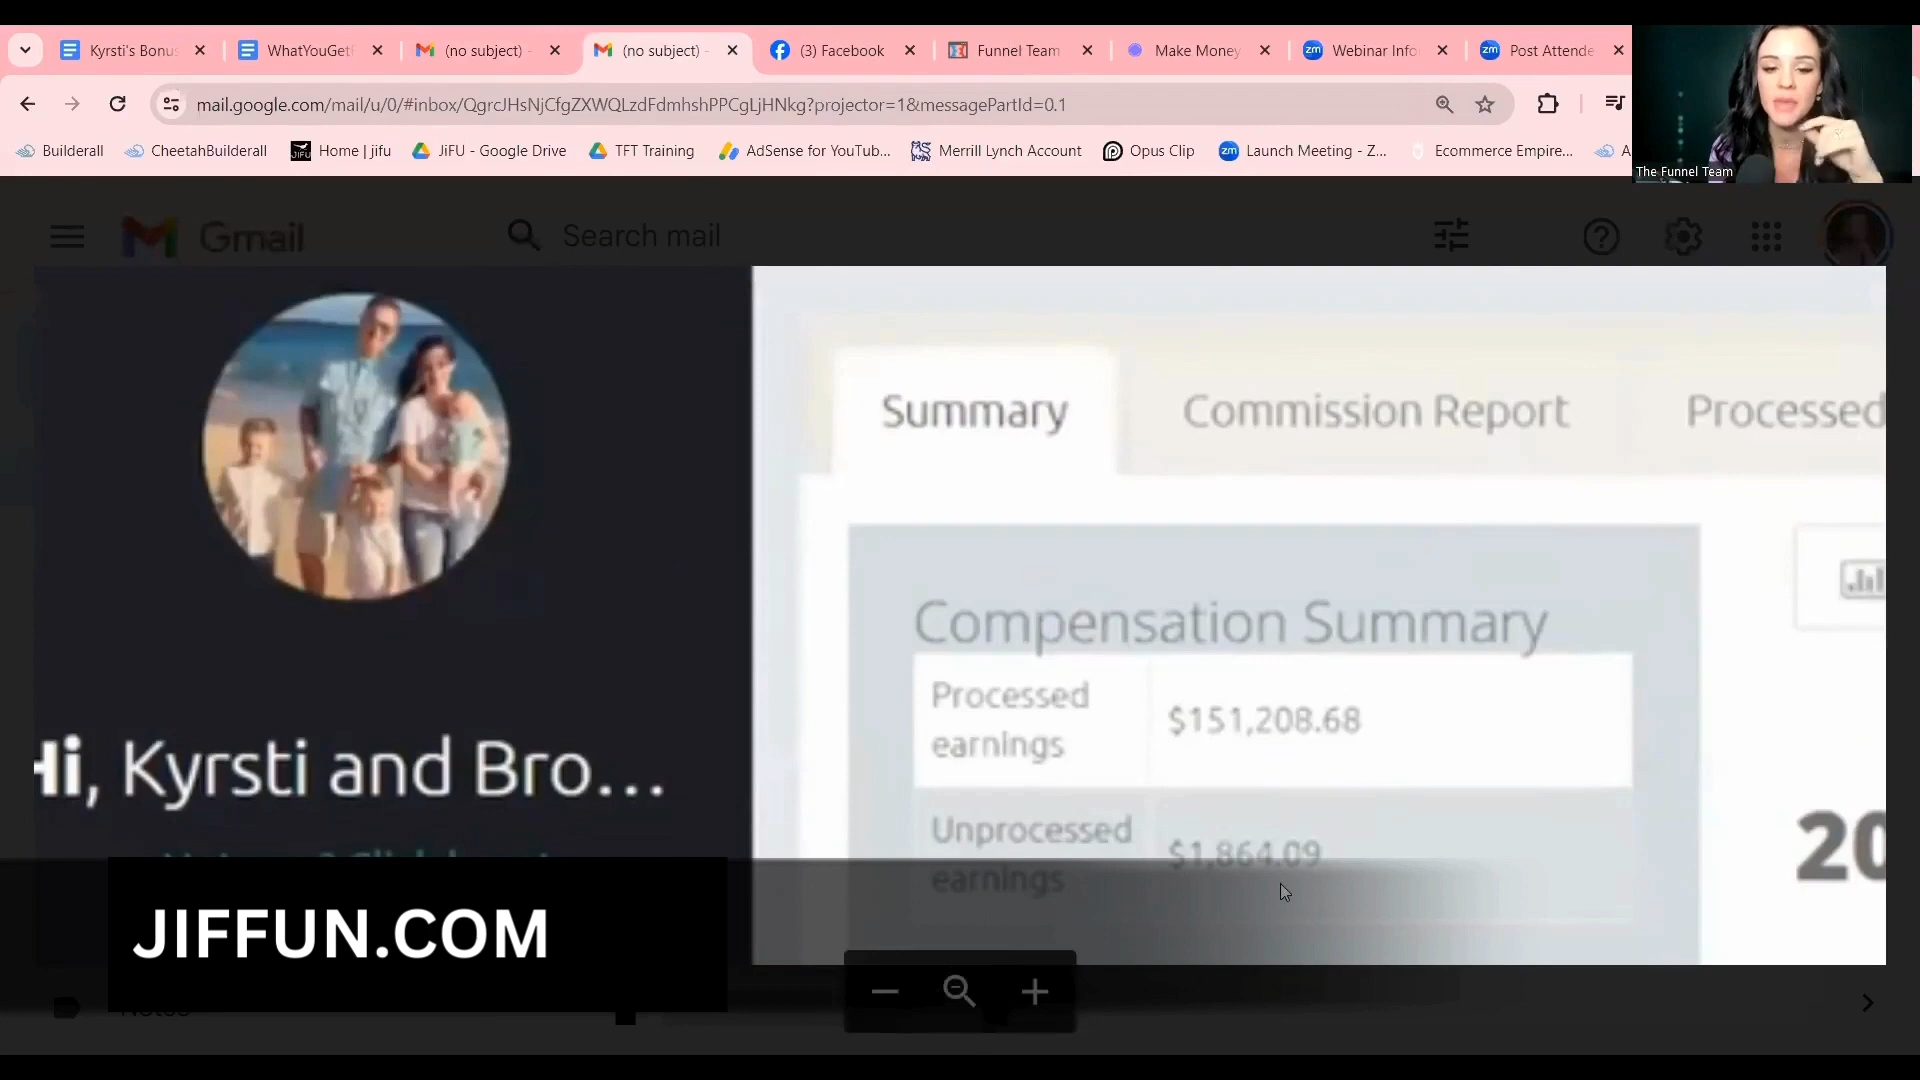 Kyrsti's Bonus
WhatYouGetF
(no subject) -
(no subject) -
(3) Facebook
Funnel Team
Make Money
Webinar Info
Post Attende
mail.google.com/mail/u/0/#inbox/QgrcJHsNjCfgZXWQLzdFdmhshPPCgLjHNkg?projector=1&messagePartId=0.1
Builderall
CheetahBuilderall
JIFU
Home | jifu
JiFU - Google Drive
TFT Training
AdSense for YouTub...
Merrill Lynch Account
Opus Clip
Launch Meeting - Z...
Ecommerce Empire...
A
The Funnel Team
Gmail
Search mail
Summary
Commission Report
Processed
Compensation Summary
Processed earnings
$151,208.68
Unprocessed earnings
$1,864.09
20
Hi, Kyrsti and Bro...
JIFFUN.COM
Notes